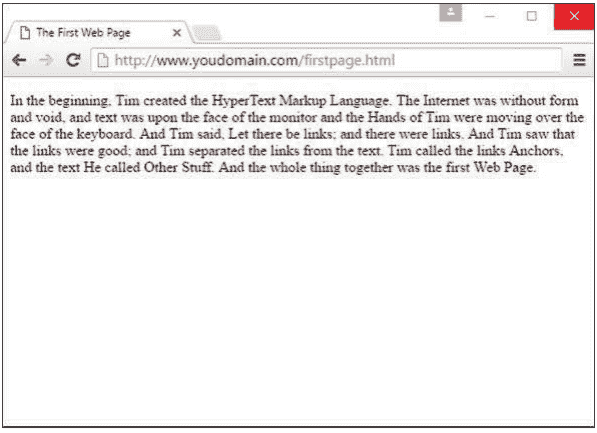 The First Web Page
http://www.youdomain.com/firstpage.html
In the beginning, Tim created the HyperText Markup Language. The Internet was without form
and void, and text was upon the face of the monitor and the Hands of Tim were moving over the
face of the keyboard. And Tim said, Let there be links; and there were links. And Tim saw that
the links were good; and Tim separated the links from the text. Tim called the links Anchors,
and the text He called Other Stuff. And the whole thing together was the first Web Page.